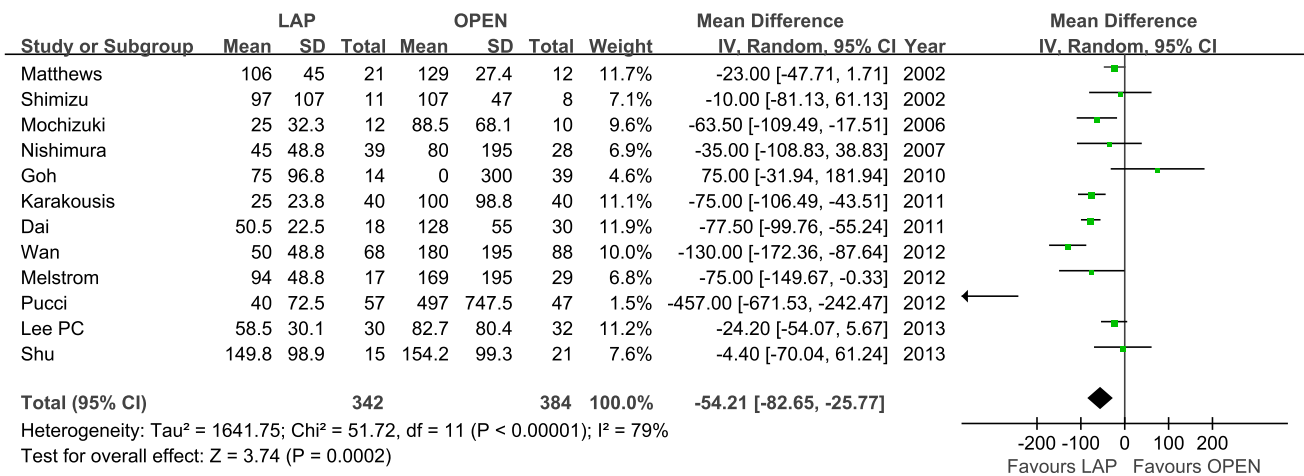 LAP OPEN Mean Difference Mean Difference
Study or Subgroup Mean SD Total Mean SD Total Weight IV, Random, 95% CI Year IV, Random, 95% CI
Matthews 106 45 21 129 27.4 12 11.7% -23.00 [-47.71, 1.71] 2002
Shimizu 97 107 11 107 47 8 7.1% -10.00 [-81.13, 61.13] 2002
Mochizuki 25 32.3 12 88.5 68.1 10 9.6% -63.50 [-109.49, -17.51] 2006
Nishimura 45 48.8 39 80 195 28 6.9% -35.00 [-108.83, 38.83] 2007
Goh 75 96.8 14 0 300 39 4.6% 75.00 [-31.94, 181.94] 2010
Karakousis 25 23.8 40 100 98.8 40 11.1% -75.00 [-106.49, -43.51] 2011
Dai 50.5 22.5 18 128 55 30 11.9% -77.50 [-99.76, -55.24] 2011
Wan 50 48.8 68 180 195 88 10.0% -130.00 [-172.36, -87.64] 2012
Melstrom 94 48.8 17 169 195 29 6.8% -75.00 [-149.67, -0.33] 2012
Pucci 40 72.5 57 497 747.5 47 1.5% -457.00 [-671.53, -242.47] 2012
Lee PC 58.5 30.1 30 82.7 80.4 32 11.2% -24.20 [-54.07, 5.67] 2013
Shu 149.8 98.9 15 154.2 99.3 21 7.6% -4.40 [-70.04, 61.24] 2013
Total (95% CI) 342 384 100.0% -54.21 [-82.65, -25.77]
Heterogeneity: Tau² = 1641.75; Chi² = 51.72, df = 11 (P < 0.00001); I² = 79%
Test for overall effect: Z = 3.74 (P = 0.0002)
-200 -100 0 100 200
Favours LAP Favours OPEN